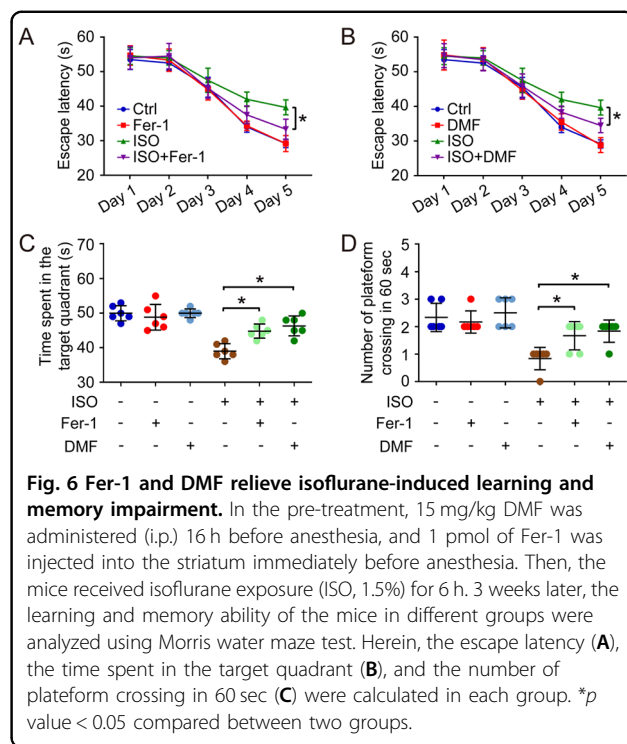 A
Escape latency (s)
60
50
40
30
20
Ctrl
Fer-1
ISO
ISO+Fer-1
*
Day 1 Day 2 Day 3 Day 4 Day 5
B
Escape latency (s)
60
50
40
30
20
Ctrl
DMF
ISO
ISO+DMF
*
Day 1 Day 2 Day 3 Day 4 Day 5
C
Time spent in the
target quadrant (s)
70
60
50
40
30
* *
- - - + + + ISO
- + - - + - Fer-1
- - + - - + DMF
D
Number of plateform
crossing in 60 sec
5
4
3
2
1
0
* *
- - - + + +
- + - - + -
- - + - - +
Fig. 6 Fer-1 and DMF relieve isoflurane-induced learning and
memory impairment. In the pre-treatment, 15 mg/kg DMF was
administered (i.p.) 16 h before anesthesia, and 1 pmol of Fer-1 was
injected into the striatum immediately before anesthesia. Then, the
mice received isoflurane exposure (ISO, 1.5%) for 6 h. 3 weeks later, the
learning and memory ability of the mice in different groups were
analyzed using Morris water maze test. Herein, the escape latency (A),
the time spent in the target quadrant (B), and the number of
plateform crossing in 60 sec (C) were calculated in each group. *p
value < 0.05 compared between two groups.